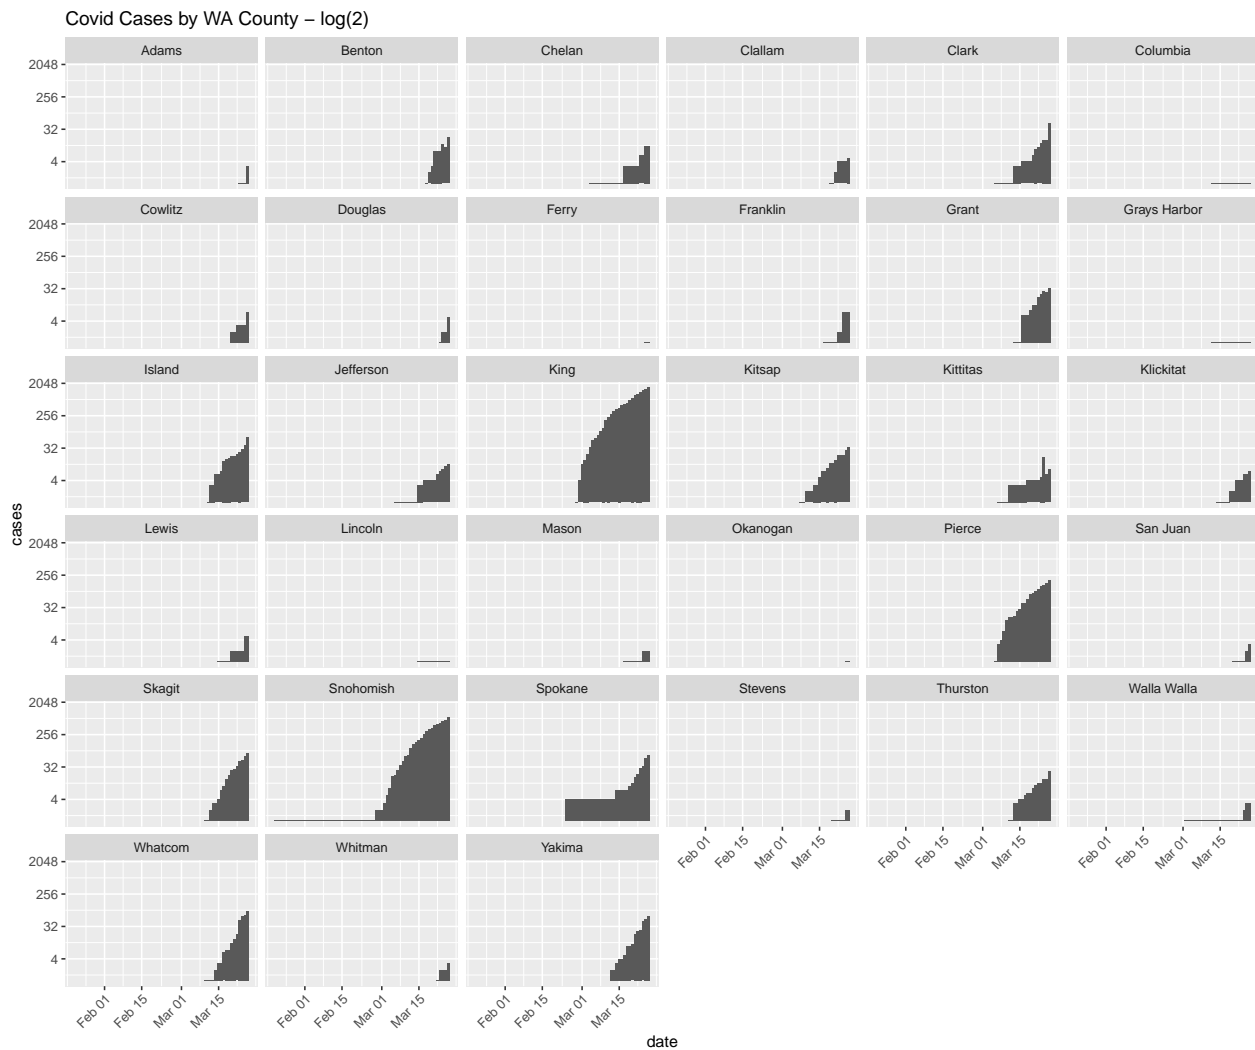 Covid Cases by WA County − log(2)
Adams Benton Chelan Clallam Clark Columbia
2048
256
32
4
Cowlitz Douglas Ferry Franklin Grant Grays Harbor
2048
256
32
4
Island Jefferson King Kitsap Kittitas Klickitat
2048
256
32
4
cases
Lewis Lincoln Mason Okanogan Pierce San Juan
2048
256
32
4
Skagit Snohomish Spokane Stevens Thurston Walla Walla
2048
256
32
4
Feb 01 Feb 15 Mar 01 Mar 15 Feb 01 Feb 15 Mar 01 Mar 15 Feb 01 Feb 15 Mar 01 Mar 15
Whatcom Whitman Yakima
2048
256
32
4
Feb 01 Feb 15 Mar 01 Mar 15 Feb 01 Feb 15 Mar 01 Mar 15 Feb 01 Feb 15 Mar 01 Mar 15
date